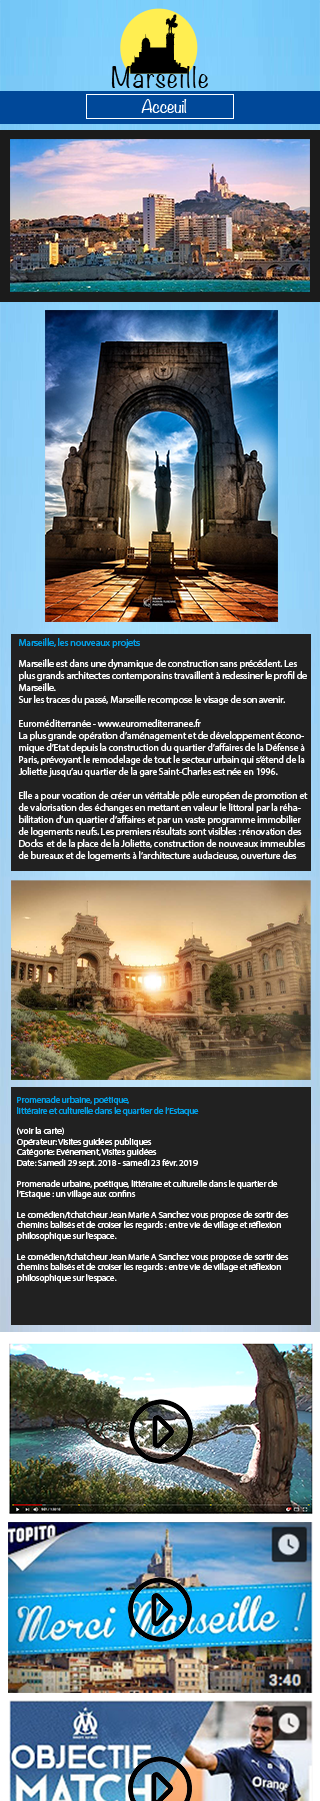 Marseille
Acceuil
Marseille, les nouveaux projets
Marseille est dans une dynamique de construction sans précédent. Les
plus grands architectes contemporains travaillent à redessiner le profil de
Marseille.
Sur les traces du passé, Marseille recompose le visage de son avenir.
Euroméditerranée - www.euromediterranee.fr
La plus grande opération d'aménagement et de développement écono-
mique d'Etat depuis la construction du quartier d'affaires de la Défense à
Paris, prévoyant le remodelage de tout le secteur urbain qui s'étend de la
Joliette jusqu'au quartier de la gare Saint-Charles est née en 1996.
Elle a pour vocation de créer un véritable pôle européen de promotion et
de valorisation des échanges en mettant en valeur le littoral par la réha-
bilitation d'un quartier d'affaires et par un vaste programme immobilier
de logements neufs. Les premiers résultats sont visibles : rénovation des
Docks et de la place de la Joliette, construction de nouveaux immeubles
de bureaux et de logements à l'architecture audacieuse, ouverture des
Promenade urbaine, poétique,
littéraire et culturelle dans le quartier de l'Estaque
(voir la carte)
Opérateur: Visites guidées publiques
Catégorie: Evénement, Visites guidées
Date: Samedi 29 sept. 2018 - samedi 23 févr. 2019
Promenade urbaine, poétique, littéraire et culturelle dans le quartier de
l'Estaque : un village aux confins
Le comédien/tchatcheur Jean Marie A Sanchez vous propose de sortir des
chemins balisés et de croiser les regards : entre vie de village et réflexion
philosophique sur l'espace.
Le comédien/tchatcheur Jean Marie A Sanchez vous propose de sortir des
chemins balisés et de croiser les regards : entre vie de village et réflexion
philosophique sur l'espace.
TOPITO
Merci Marseille !
3:40
OBJECTIF
MATCH
Orange